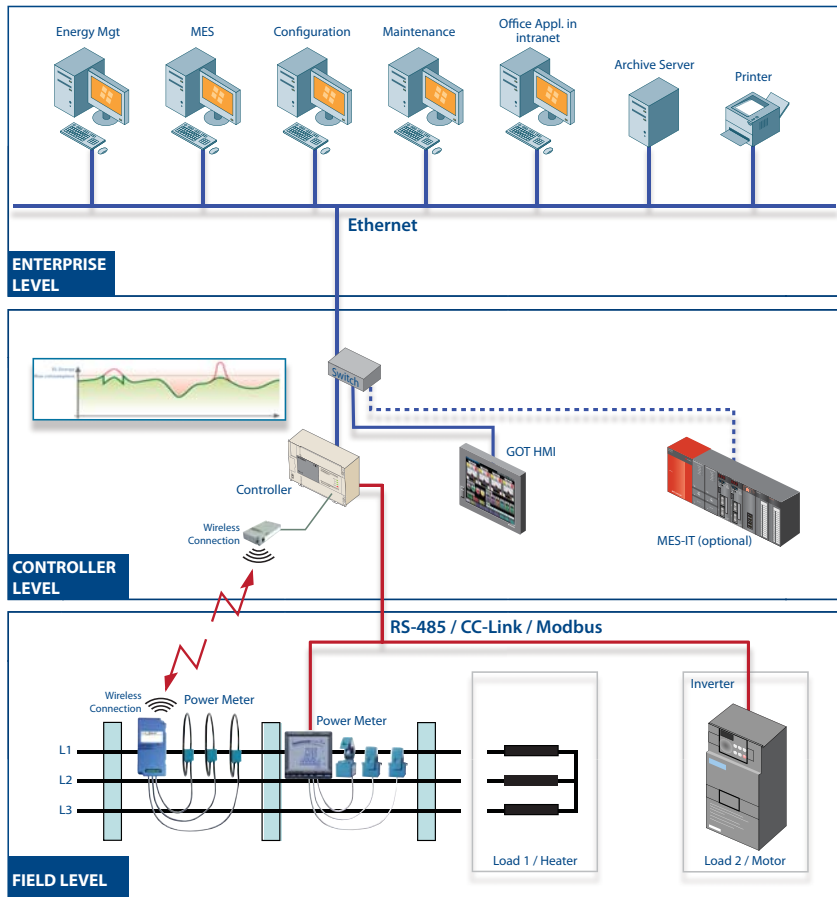 Energy Mgt
MES
Configuration
Maintenance
Office Appl. in
intranet
Archive Server
Printer
Ethernet
ENTERPRISE
LEVEL
Switch
GOT HMI
Controller
Wireless
Connection
MES-IT (optional)
CONTROLLER
LEVEL
RS-485 / CC-Link / Modbus
Wireless
Connection
Power Meter
Power Meter
Inverter
L1
L2
L3
Load 1 / Heater
Load 2 / Motor
FIELD LEVEL